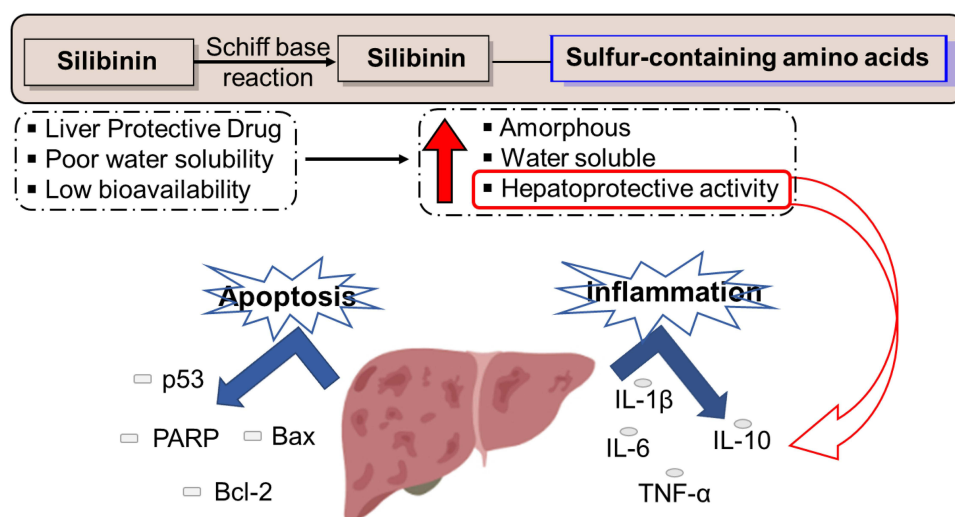 Silibinin
Schiff base
reaction
Silibinin
Sulfur-containing amino acids
▪ Liver Protective Drug
▪ Poor water solubility
▪ Low bioavailability
▪ Amorphous
▪ Water soluble
▪ Hepatoprotective activity
Apoptosis
Inflammation
p53
PARP
Bax
Bcl-2
IL-1β
IL-6
IL-10
TNF-α